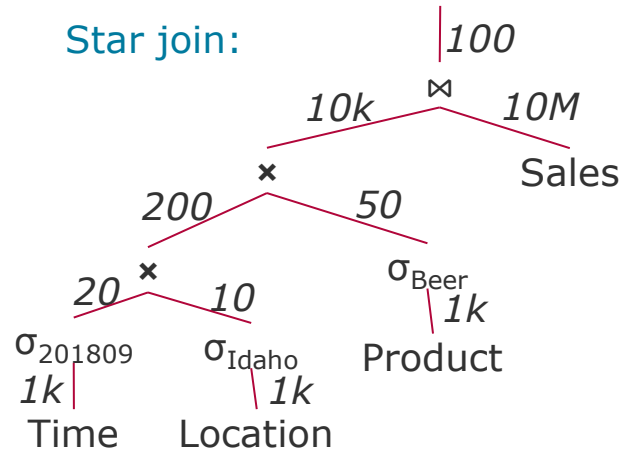 Star join:
100
⋈
10k
10M
×
Sales
200
50
×
σBeer
20
10
1k
σ201809
σIdaho
Product
1k
1k
Time
Location